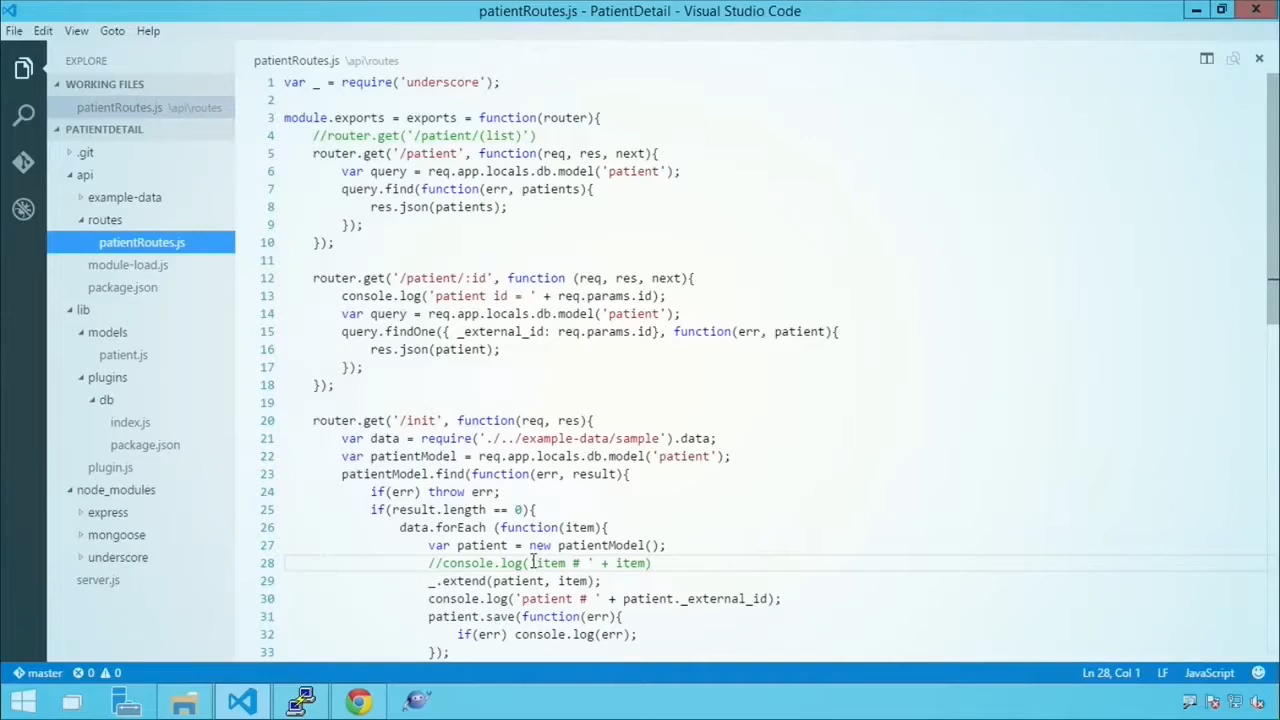 patientRoutes.js - PatientDetail - Visual Studio Code
File Edit View Goto Help
EXPLORE
WORKING FILES
patientRoutes.js \api\routes
PATIENTDETAIL
.git
api
example-data
routes
patientRoutes.js
module-load.js
package.json
lib
models
patient.js
plugins
db
index.js
package.json
plugin.js
node_modules
express
mongoose
underscore
server.js
patientRoutes.js \api\routes
1 var _ = require('underscore');
2
3 module.exports = exports = function(router){
4 //router.get('/patient/(list)')
5 router.get('/patient', function(req, res, next){
6 var query = req.app.locals.db.model('patient');
7 query.find(function(err, patients){
8 res.json(patients);
9 });
10 });
11
12 router.get('/patient/:id', function (req, res, next){
13 console.log('patient id = ' + req.params.id);
14 var query = req.app.locals.db.model('patient');
15 query.findOne({ _external_id: req.params.id}, function(err, patient){
16 res.json(patient);
17 });
18 });
19
20 router.get('/init', function(req, res){
21 var data = require('./../example-data/sample').data;
22 var patientModel = req.app.locals.db.model('patient');
23 patientModel.find(function(err, result){
24 if(err) throw err;
25 if(result.length == 0){
26 data.forEach (function(item){
27 var patient = new patientModel();
28 //console.log('item # ' + item)
29 _.extend(patient, item);
30 console.log('patient # ' + patient._external_id);
31 patient.save(function(err){
32 if(err) console.log(err);
33 });
master 0 0 Ln 28, Col 1 LF JavaScript